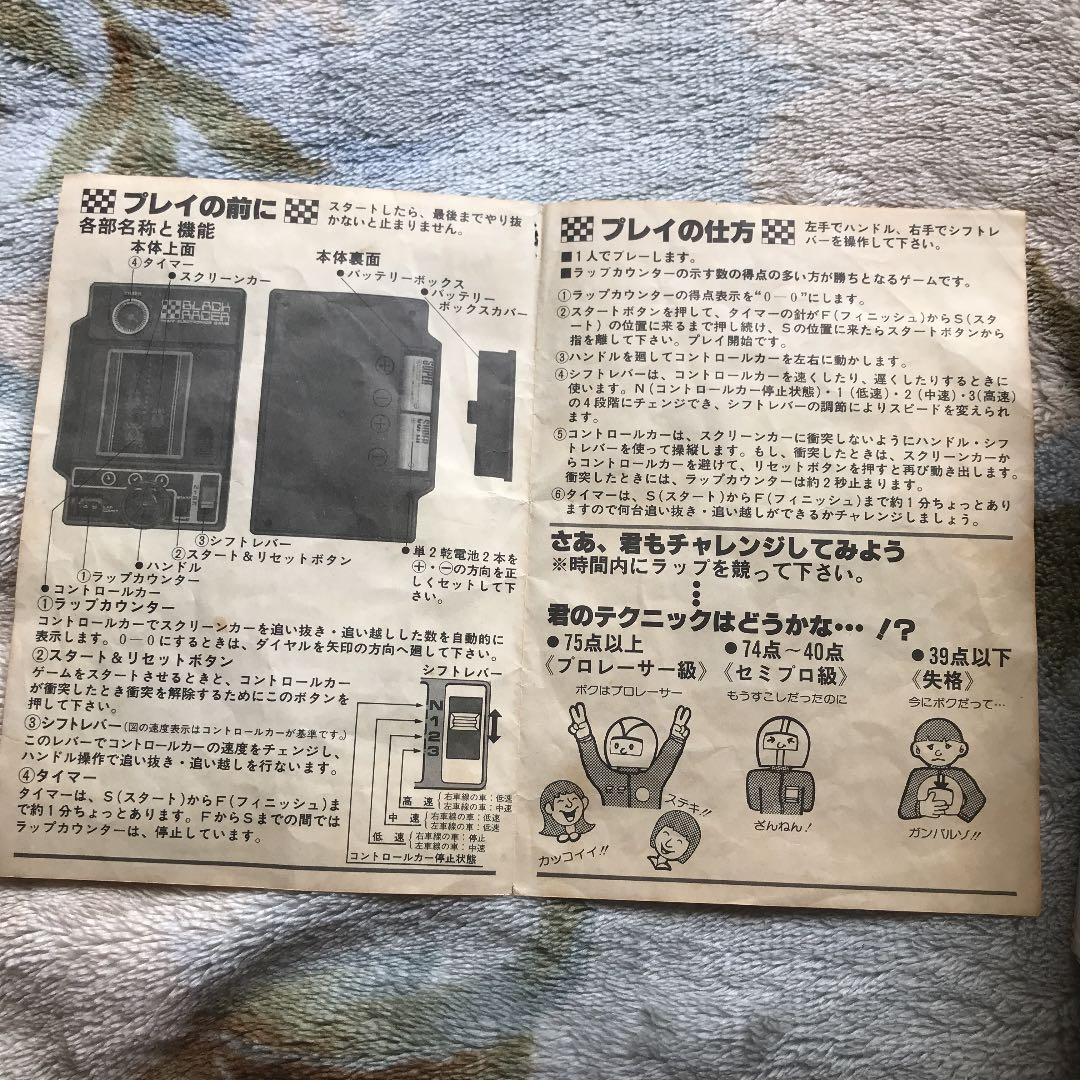 プレイの前に
スタートしたら、最後までやり抜
かないと止まりません。
各部名称と機能
本体上面
④タイマー
●スクリーンカー
BLACK
RACER
本体裏面
●バッテリーボックス
●バッテリー
ボックスカバー
③シフトレバー
②スタート&リセットボタン
●ハンドル
①ラップカウンター
●コントロールカー
●単2乾電池2本を
⊕・⊖の方向を正
しくセットして下
さい。
①ラップカウンター
コントロールカーでスクリーンカーを追い抜き・追い越しした数を自動的に
表示します。0―0にするときは、ダイヤルを矢印の方向へ廻して下さい。
②スタート&リセットボタン
ゲームをスタートさせるときと、コントロールカー
が衝突したとき衝突を解除するためにこのボタンを
押して下さい。
③シフトレバー(図の速度表示はコントロールカーが基準です。)
このレバーでコントロールカーの速度をチェンジし、
ハンドル操作で追い抜き・追い越しを行ないます。
④タイマー
タイマーは、S(スタート)からF(フィニッシュ)ま
で約1分ちょっとあります。FからSまでの間では
ラップカウンターは、停止しています。
シフトレバー
N
1
2
3
高速 右車線の車:低速
左車線の車:中速
中速 右車線の車:低速
左車線の車:低速
低速 右車線の車:停止
左車線の車:中速
コントロールカー停止状態
プレイの仕方
左手でハンドル、右手でシフトレ
バーを操作して下さい。
■1人でプレーします。
■ラップカウンターの示す数の得点の多い方が勝ちとなるゲームです。
①ラップカウンターの得点表示を“0―0”にします。
②スタートボタンを押して、タイマーの針がF(フィニッシュ)からS(スタ
ート)の位置に来るまで押し続け、Sの位置に来たらスタートボタンから
指を離して下さい。プレイ開始です。
③ハンドルを廻してコントロールカーを左右に動かします。
④シフトレバーは、コントロールカーを速くしたり、遅くしたりするときに
使います。N(コントロールカー停止状態)・1(低速)・2(中速)・3(高速)
の4段階にチェンジでき、シフトレバーの調節によりスピードを変えられ
ます。
⑤コントロールカーは、スクリーンカーに衝突しないようにハンドル・シフ
トレバーを使って操縦します。もし、衝突したときは、スクリーンカーか
らコントロールカーを避けて、リセットボタンを押すと再び動き出します。
衝突したときには、ラップカウンターは約2秒止まります。
⑥タイマーは、S(スタート)からF(フィニッシュ)まで約1分ちょっとあり
ますので何台追い抜き・追い越しができるかチャレンジしましょう。
さあ、君もチャレンジしてみよう
※時間内にラップを競って下さい。
君のテクニックはどうかな…!?
●75点以上
《プロレーサー級》
ボクはプロレーサー
カッコイイ!!
ステキ!!
●74点~40点
《セミプロ級》
もうすこしだったのに
ざんねん!
●39点以下
《失格》
今にボクだって…
ガンバルゾ!!